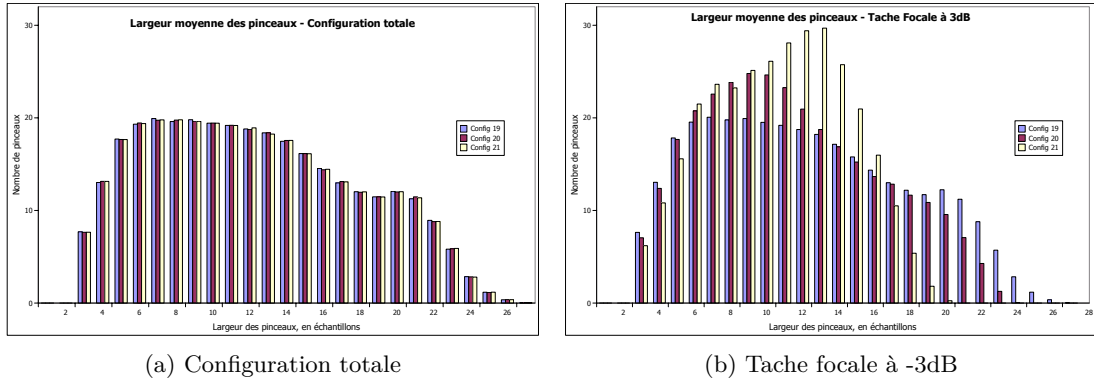 Largeur moyenne des pinceaux - Configuration totale
30
20
10
0
Nombre de pinceaux
Config 19
Config 20
Config 21
2 4 6 8 10 12 14 16 18 20 22 24 26
Largeur des pinceaux, en échantillons
(a) Configuration totale
Largeur moyenne des pinceaux - Tache Focale à 3dB
30
20
10
0
Nombre de pinceaux
Config 19
Config 20
Config 21
2 4 6 8 10 12 14 16 18 20 22 24 26 28
Largeur des pinceaux, en échantillons
(b) Tache focale à -3dB